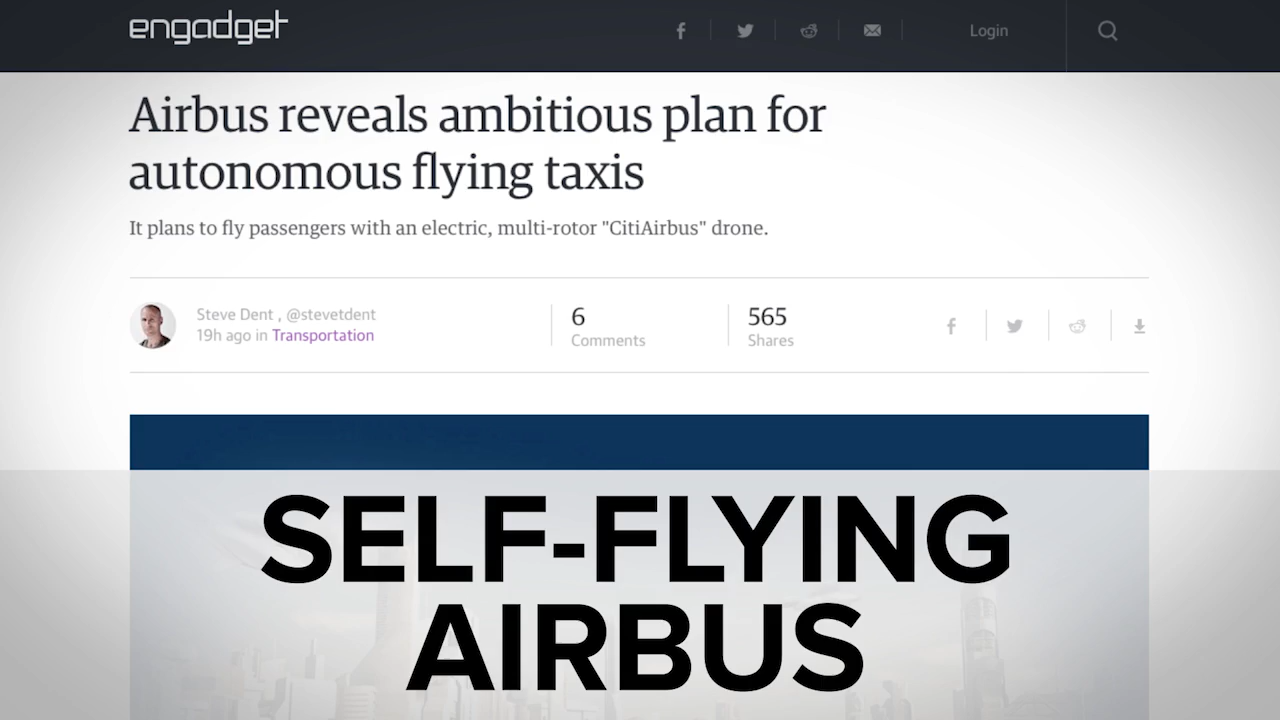 engadget
Login
Airbus reveals ambitious plan for
autonomous flying taxis
It plans to fly passengers with an electric, multi-rotor "CitiAirbus" drone.
Steve Dent , @stevetdent
19h ago in Transportation
6
Comments
565
Shares
SELF-FLYING
AIRBUS